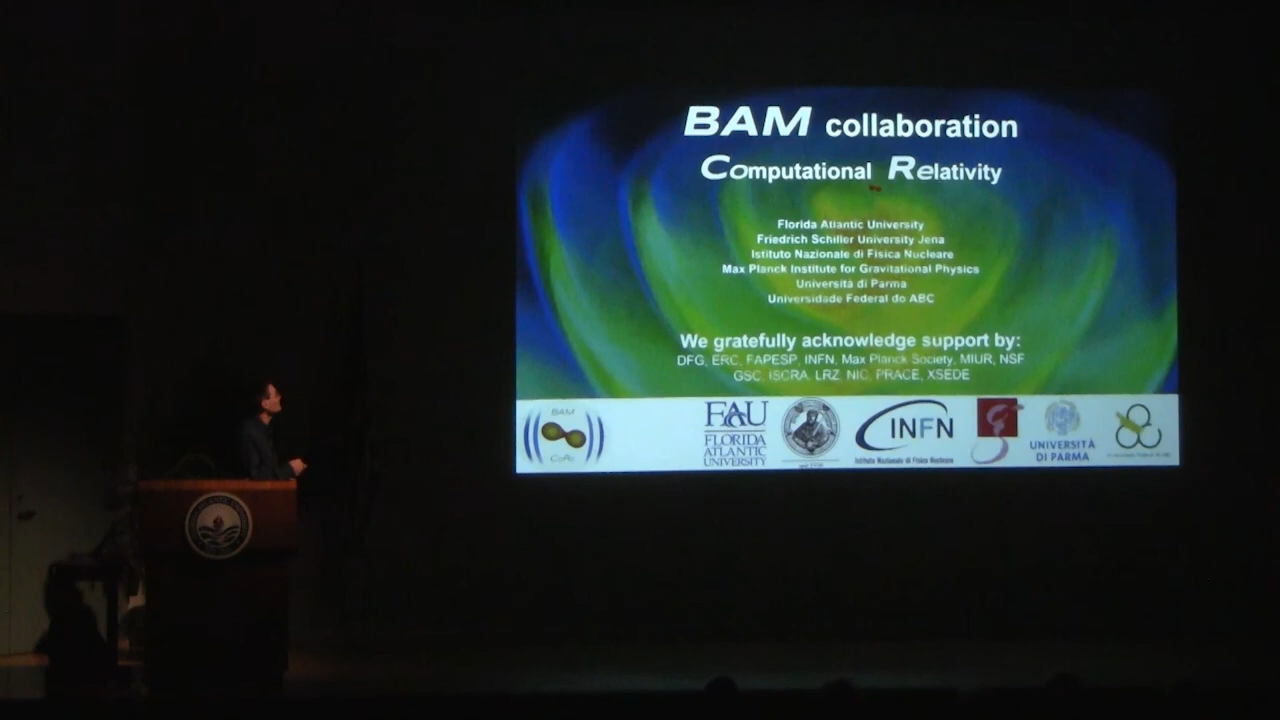 BAM collaboration
Computational Relativity
Florida Atlantic University
Friedrich Schiller University Jena
Istituto Nazionale di Fisica Nucleare
Max Planck Institute for Gravitational Physics
Università di Parma
Universidade Federal do ABC
We gratefully acknowledge support by:
DFG, ERC, FAPESP, INFN, Max Planck Society, MIUR, NSF
GSC, ISCRA, LRZ, NIC, PRACE, XSEDE
BAM
FAU
FLORIDA
ATLANTIC
UNIVERSITY
INFN
Istituto Nazionale di Fisica Nucleare
UNIVERSITÀ
DI PARMA